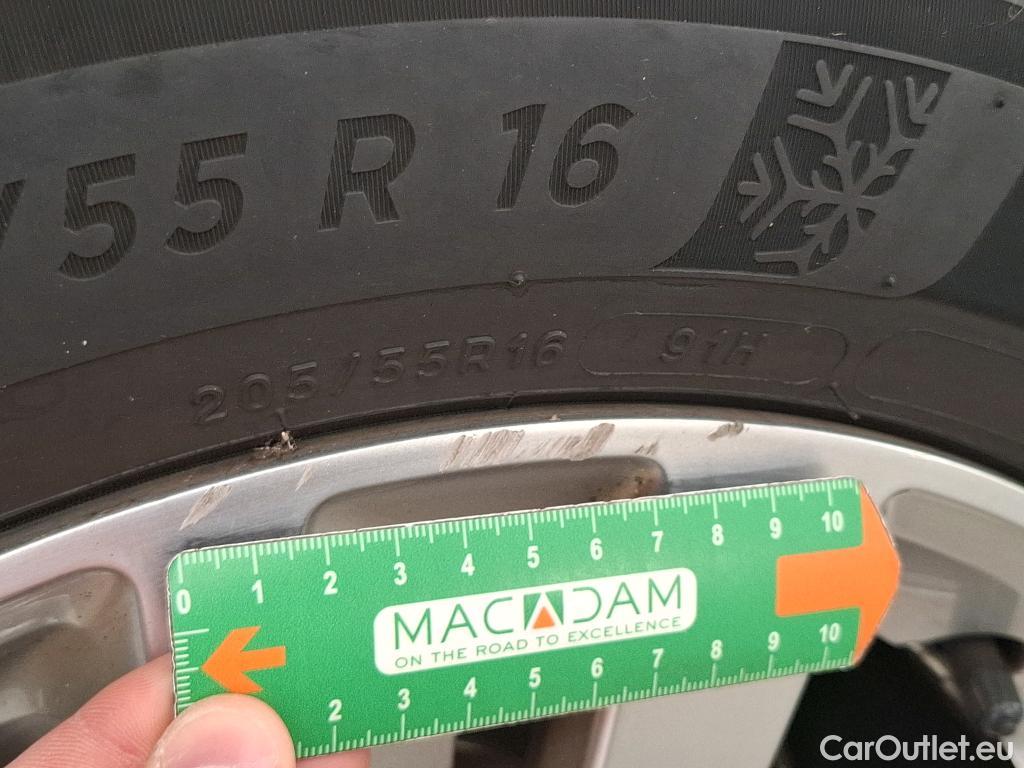 /55 R 16
205/55R16 91H
0 1 2 3 4 5 6 7 8 9 10
MACADAM
ON THE ROAD TO EXCELLENCE
2 3 4 5 6 7 8 9 10
CarOutlet.eu